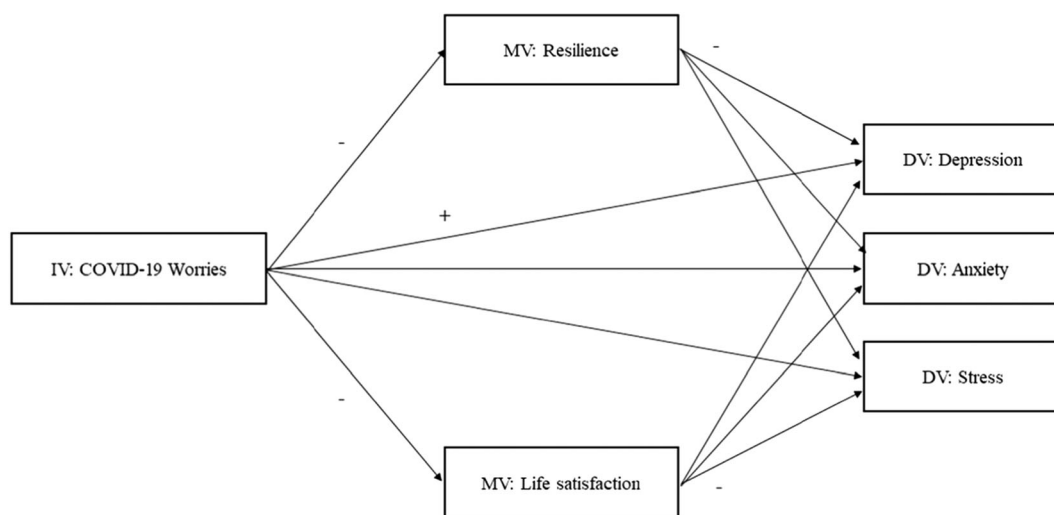 MV: Resilience
-
DV: Depression
-
+
IV: COVID-19 Worries
DV: Anxiety
DV: Stress
-
MV: Life satisfaction
-